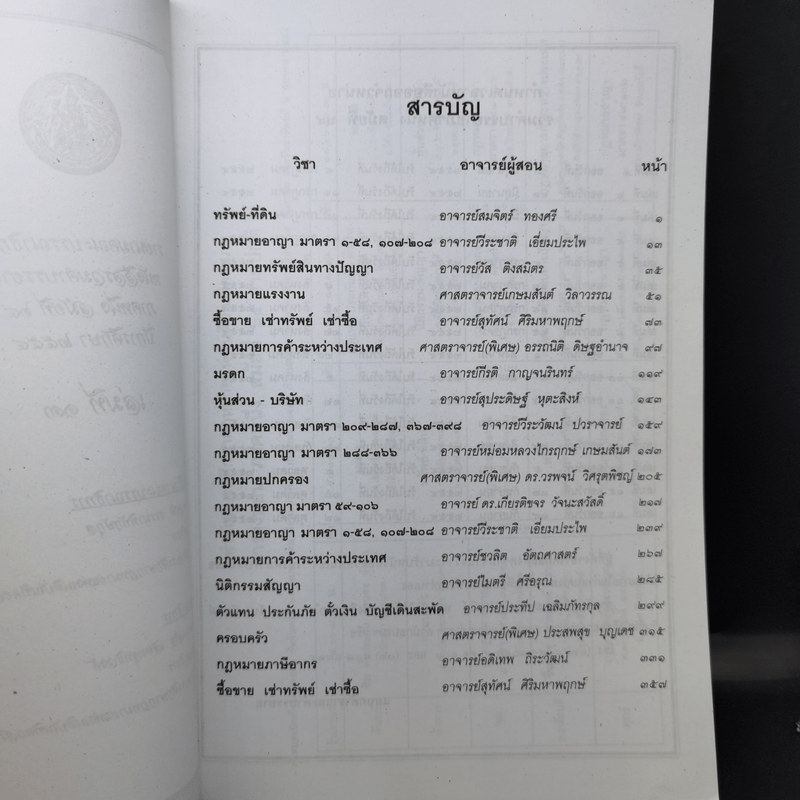 สารบัญ
วิชา อาจารย์ผู้สอน หน้า
ทรัพย์-ที่ดิน อาจารย์สมจิตร์ ทองศรี ๑
กฎหมายอาญา มาตรา ๑-๕๘, ๑๐๗-๒๐๘ อาจารย์วีระชาติ เอี่ยมประไพ ๑๓
กฎหมายทรัพย์สินทางปัญญา อาจารย์วัส ติงสมิตร ๓๕
กฎหมายแรงงาน ศาสตราจารย์เกษมสันต์ วิลาวรรณ ๕๑
ซื้อขาย เช่าทรัพย์ เช่าซื้อ อาจารย์สุทัศน์ ศิริมหาพฤกษ์ ๗๓
กฎหมายการค้าระหว่างประเทศ ศาสตราจารย์(พิเศษ) อรรถนิติ ดิษฐอำนาจ ๙๗
มรดก อาจารย์กีรติ กาญจนรินทร์ ๑๑๙
หุ้นส่วน - บริษัท อาจารย์สุประดิษฐ์ หุตะสิงห์ ๑๔๓
กฎหมายอาญา มาตรา ๒๐๙-๒๘๗, ๓๖๗-๓๙๘ อาจารย์วีระวัฒน์ ปวราจารย์ ๑๕๙
กฎหมายอาญา มาตรา ๒๘๘-๓๖๖ อาจารย์หม่อมหลวงไกรฤกษ์ เกษมสันต์ ๑๗๓
กฎหมายปกครอง ศาสตราจารย์(พิเศษ) ดร.วรพจน์ วิศรุตพิชญ์ ๒๐๕
กฎหมายอาญา มาตรา ๕๙-๑๐๖ อาจารย์ ดร.เกียรติขจร วัจนะสวัสดิ์ ๒๑๗
กฎหมายอาญา มาตรา ๑-๕๘, ๑๐๗-๒๐๘ อาจารย์วีระชาติ เอี่ยมประไพ ๒๓๙
กฎหมายการค้าระหว่างประเทศ อาจารย์ชวลิต อัตถศาสตร์ ๒๖๗
นิติกรรมสัญญา อาจารย์ไมตรี ศรีอรุณ ๒๘๕
ตัวแทน ประกันภัย ตั๋วเงิน บัญชีเดินสะพัด อาจารย์ประทีป เฉลิมภัทรกุล ๒๙๙
ครอบครัว ศาสตราจารย์(พิเศษ) ประสพสุข บุญเดช ๓๑๕
กฎหมายภาษีอากร อาจารย์อดิเทพ ถิระวัฒน์ ๓๓๑
ซื้อขาย เช่าทรัพย์ เช่าซื้อ อาจารย์สุทัศน์ ศิริมหาพฤกษ์ ๓๕๗